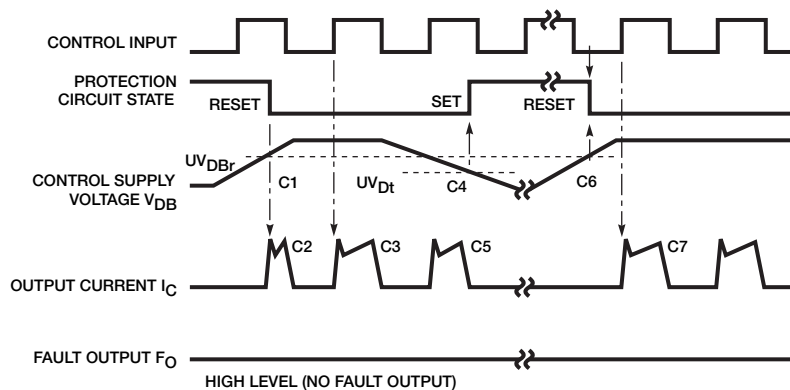 CONTROL INPUT
PROTECTION
CIRCUIT STATE
RESET
SET
RESET
UVDBr
C1
UVDt
C4
C6
CONTROL SUPPLY
VOLTAGE VDB
C2
C3
C5
C7
OUTPUT CURRENT IC
FAULT OUTPUT FO
HIGH LEVEL (NO FAULT OUTPUT)